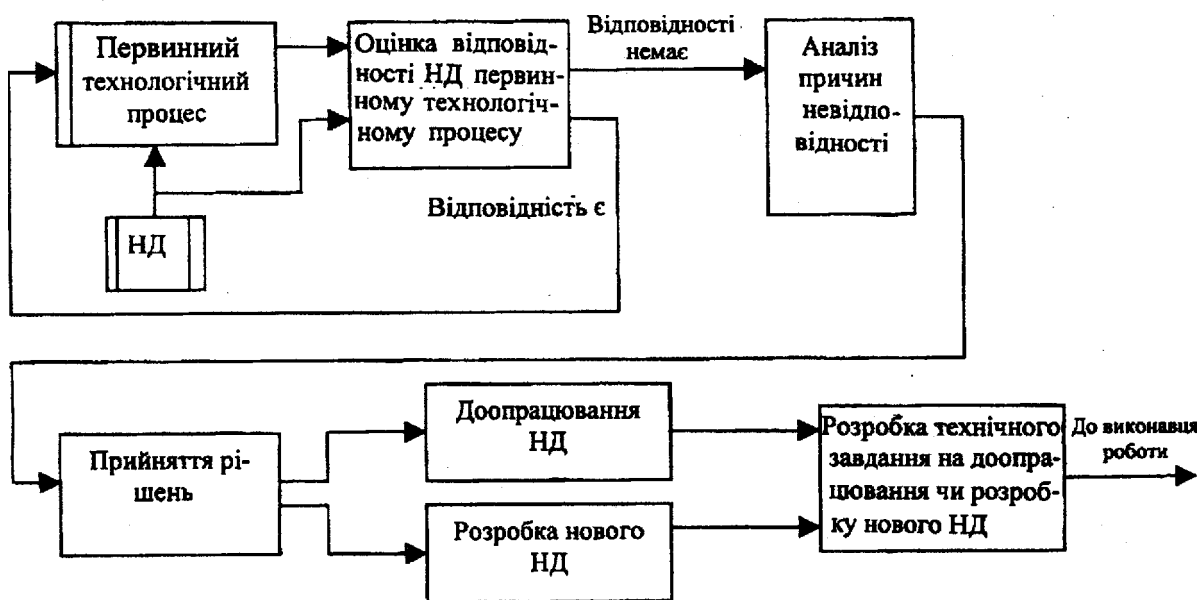 Первинний
технологічний
процес
Оцінка відповід-
ності НД первин-
ному технологіч-
ному процесу
Відповідності
немає
Аналіз
причин
невідпо-
відності
НД
Відповідність є
Прийняття рі-
шень
Доопрацювання
НД
Розробка нового
НД
Розробка технічного
завдання на доопра-
цювання чи розроб-
ку нового НД
До виконавця
роботи